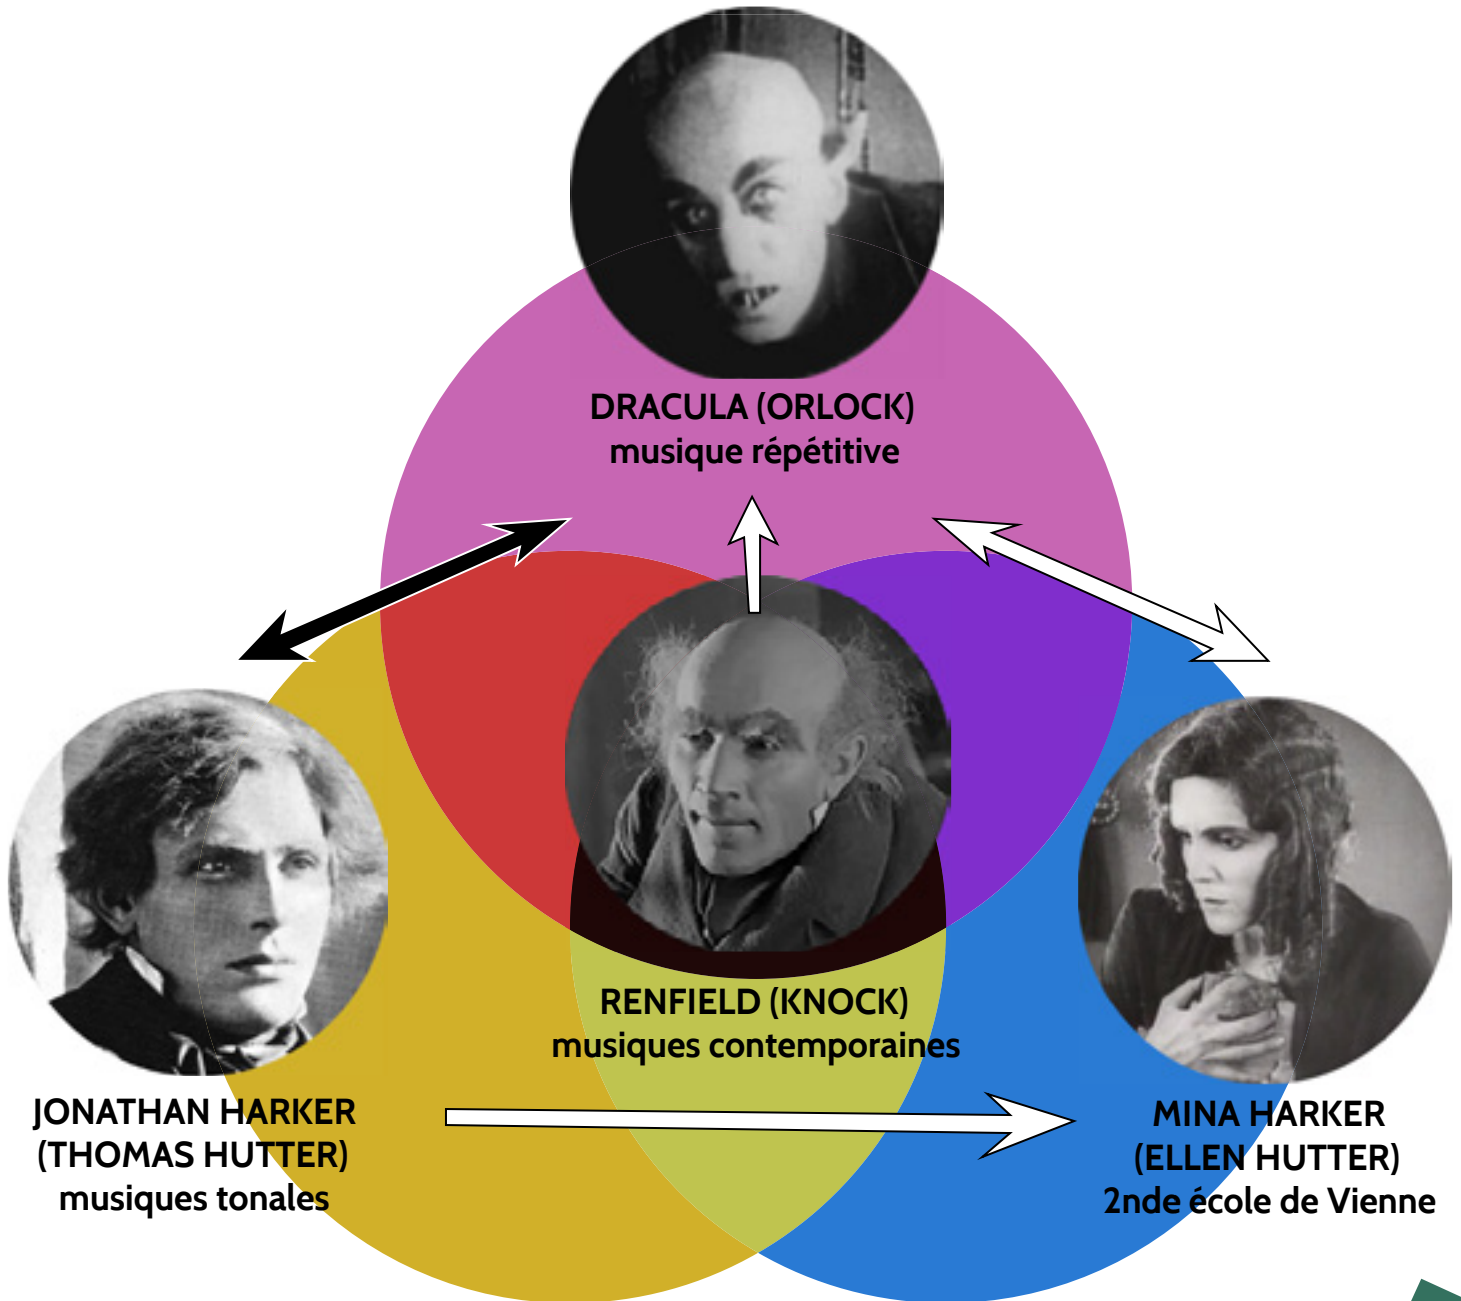 DRACULA (ORLOCK)
musique répétitive
RENFIELD (KNOCK)
musiques contemporaines
JONATHAN HARKER
(THOMAS HUTTER)
musiques tonales
MINA HARKER
(ELLEN HUTTER)
2nde école de Vienne